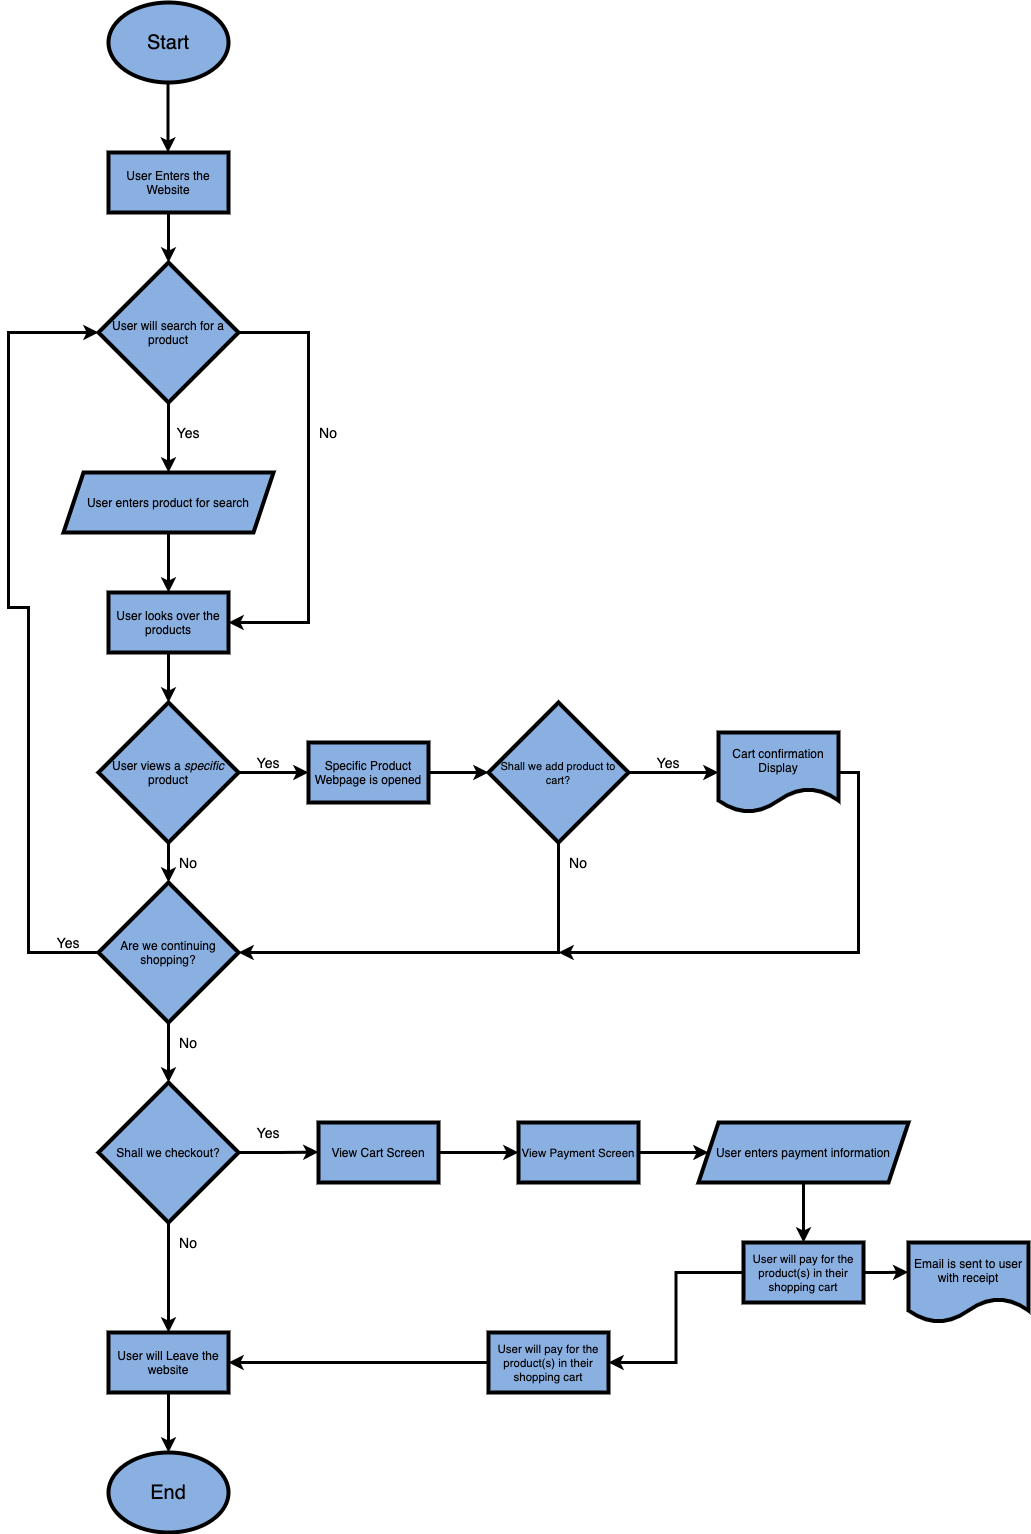 Start
User Enters the
Website
User will search for a
product
Yes
No
User enters product for search
User looks over the
products
User views a specific
product
Yes
Specific Product
Webpage is opened
Shall we add product to
cart?
Yes
Cart confirmation
Display
No
No
Are we continuing
shopping?
Yes
No
Shall we checkout?
Yes
View Cart Screen
View Payment Screen
User enters payment information
No
User will pay for the
product(s) in their
shopping cart
Email is sent to user
with receipt
User will Leave the
website
User will pay for the
product(s) in their
shopping cart
End